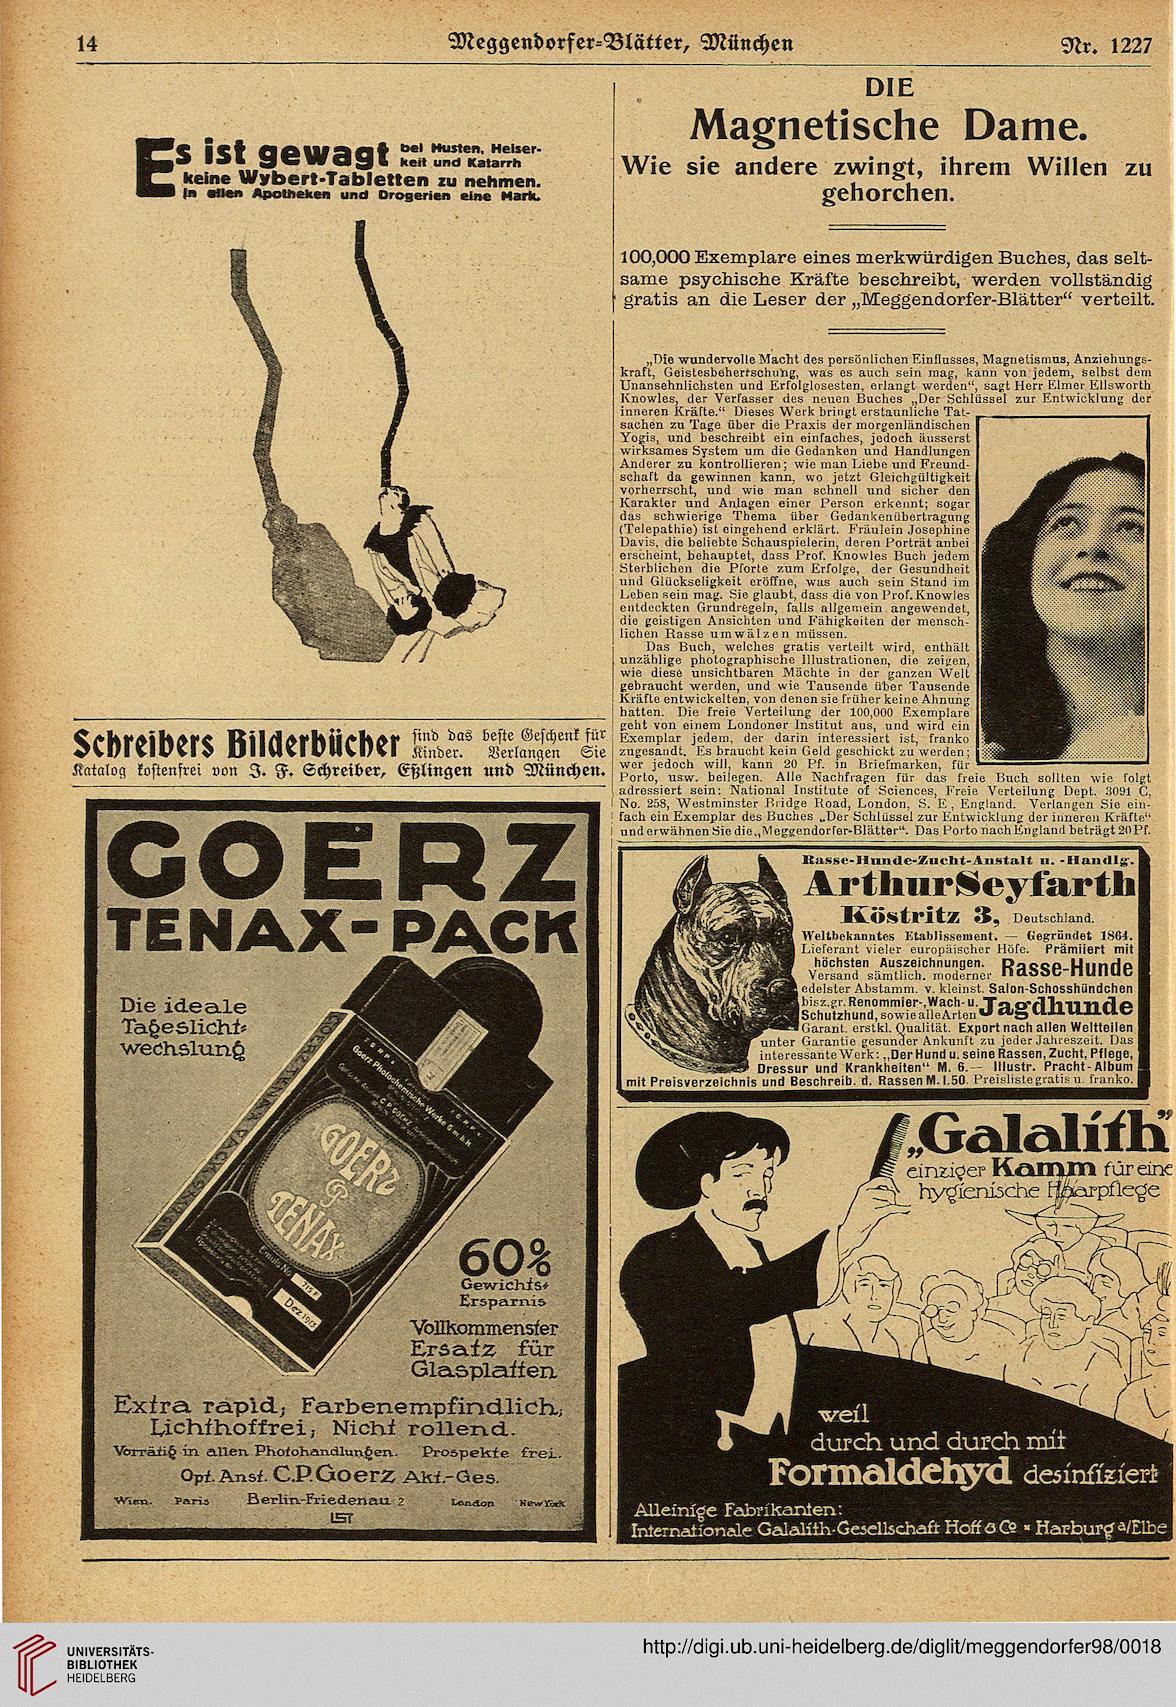 14
Meggendorfer-Blätter, München
Nr. 1227
Es ist gewagt bei Husten, Heiser-
keit und Katarrh
keine Wybert-Tabletten zu nehmen.
In allen Apotheken und Drogerien eine Mark.
Schreibers Bilderbücher sind das beste Geschenk für
Kinder. Verlangen Sie
Katalog kostenfrei von J. F. Schreiber, Eßlingen und München.
GOERZ
TENAX-PACK
Die ideale
Tageslicht-
wechslung
Goerz Photochemische Werke G.m.b.H.
GOERZ
TENAX
Emuls. No.
Dez 1913
60%
Gewichts-
Ersparnis
Vollkommenster
Ersatz für
Glasplatten
Extra rapid, Farbenempfindlich,
Lichthoffrei, Nicht rollend.
Vorrätig in allen Photohandlungen. Prospekte frei.
Opt. Anst. C.P. Goerz Akt.-Ges.
Wien. Paris Berlin-Friedenau 2 London New York
DIE
Magnetische Dame.
Wie sie andere zwingt, ihrem Willen zu
gehorchen.
100,000 Exemplare eines merkwürdigen Buches, das selt-
same psychische Kräfte beschreibt, werden vollständig
gratis an die Leser der „Meggendorfer-Blätter“ verteilt.
„Die wundervolle Macht des persönlichen Einflusses, Magnetismus, Anziehungs-
kraft, Geistesbeherrschung, was es auch sein mag, kann von jedem, selbst dem
Unansehnlichsten und Erfolglosesten, erlangt werden“, sagt Herr Elmer Ellsworth
Knowles, der Verfasser des neuen Buches „Der Schlüssel zur Entwicklung der
inneren Kräfte.“ Dieses Werk bringt erstaunliche Tat-
sachen zu Tage über die Praxis der morgenländischen
Yogis, und beschreibt ein einfaches, jedoch äusserst
wirksames System um die Gedanken und Handlungen
Anderer zu kontrollieren; wie man Liebe und Freund-
schaft da gewinnen kann, wo jetzt Gleichgültigkeit
vorherrscht, und wie man schnell und sicher den
Karakter und Anlagen einer Person erkennt; sogar
das schwierige Thema über Gedankenübertragung
(Telepathie) ist eingehend erklärt. Fräulein Josephine
Davis, die beliebte Schauspielerin, deren Porträt anbei
erscheint, behauptet, dass Prof. Knowles Buch jedem
Sterblichen die Pforte zum Erfolge, der Gesundheit
und Glückseligkeit eröffne, was auch sein Stand im
Leben sein mag. Sie glaubt, dass die von Prof. Knowles
entdeckten Grundregeln, falls allgemein angewendet,
die geistigen Ansichten und Fähigkeiten der mensch-
lichen Rasse umwälzen müssen.
Das Buch, welches gratis verteilt wird, enthält
unzählige photographische Illustrationen, die zeigen,
wie diese unsichtbaren Mächte in der ganzen Welt
gebraucht werden, und wie Tausende über Tausende
Kräfte entwickelten, von denen sie früher keine Ahnung
hatten. Die freie Verteilung der 100,000 Exemplare
geht von einem Londoner Institut aus, und wird ein
Exemplar jedem, der darin interessiert ist, franko
zugesandt. Es braucht kein Geld geschickt zu werden;
wer jedoch will, kann 20 Pf. in Briefmarken, für
Porto, usw. beilegen. Alle Nachfragen für das freie Buch sollten wie folgt
adressiert sein: National Institute of Sciences, Freie Verteilung Dept. 3091 C,
No. 258, Westminster Bridge Road, London, S. E., England. Verlangen Sie ein-
fach ein Exemplar des Buches „Der Schlüssel zur Entwicklung der inneren Kräfte“
und erwähnen Sie die „Meggendorfer-Blätter“. Das Porto nach England beträgt 20 Pf.
Rasse-Hunde-Zucht-Anstalt u. -Handlg.
Arthur Seyfarth
Köstritz 3, Deutschland.
Weltbekanntes Etablissement. — Gegründet 1864.
Lieferant vieler europäischer Höfe. Prämiiert mit
höchsten Auszeichnungen.
Versand sämtlich. moderner Rasse-Hunde
edelster Abstamm. v. kleinst. Salon-Schosshündchen
bisz. gr. Renommier-, Wach- u.
Schutzhund, sowie alle Arten Jagdhunde
Garant. erstkl. Qualität. Export nach allen Weltteilen
unter Garantie gesunder Ankunft zu jeder Jahreszeit. Das
interessante Werk: „Der Hund u. seine Rassen, Zucht, Pflege,
Dressur und Krankheiten“ M. 6.— Illustr. Pracht-Album
mit Preisverzeichnis und Beschreib. d. Rassen M. 1.50. Preisliste gratis u. franko.
„Galalith”
einziger Kamm für eine
hygienische Haarpflege
weil
durch und durch mit
Formaldehyd desinfiziert
Alleinige Fabrikanten:
Internationale Galalith-Gesellschaft Hoff & Co * Harburg a/Elbe
UNIVERSITÄTS-
BIBLIOTHEK
HEIDELBERG
http://digi.ub.uni-heidelberg.de/diglit/meggendorfer98/0018